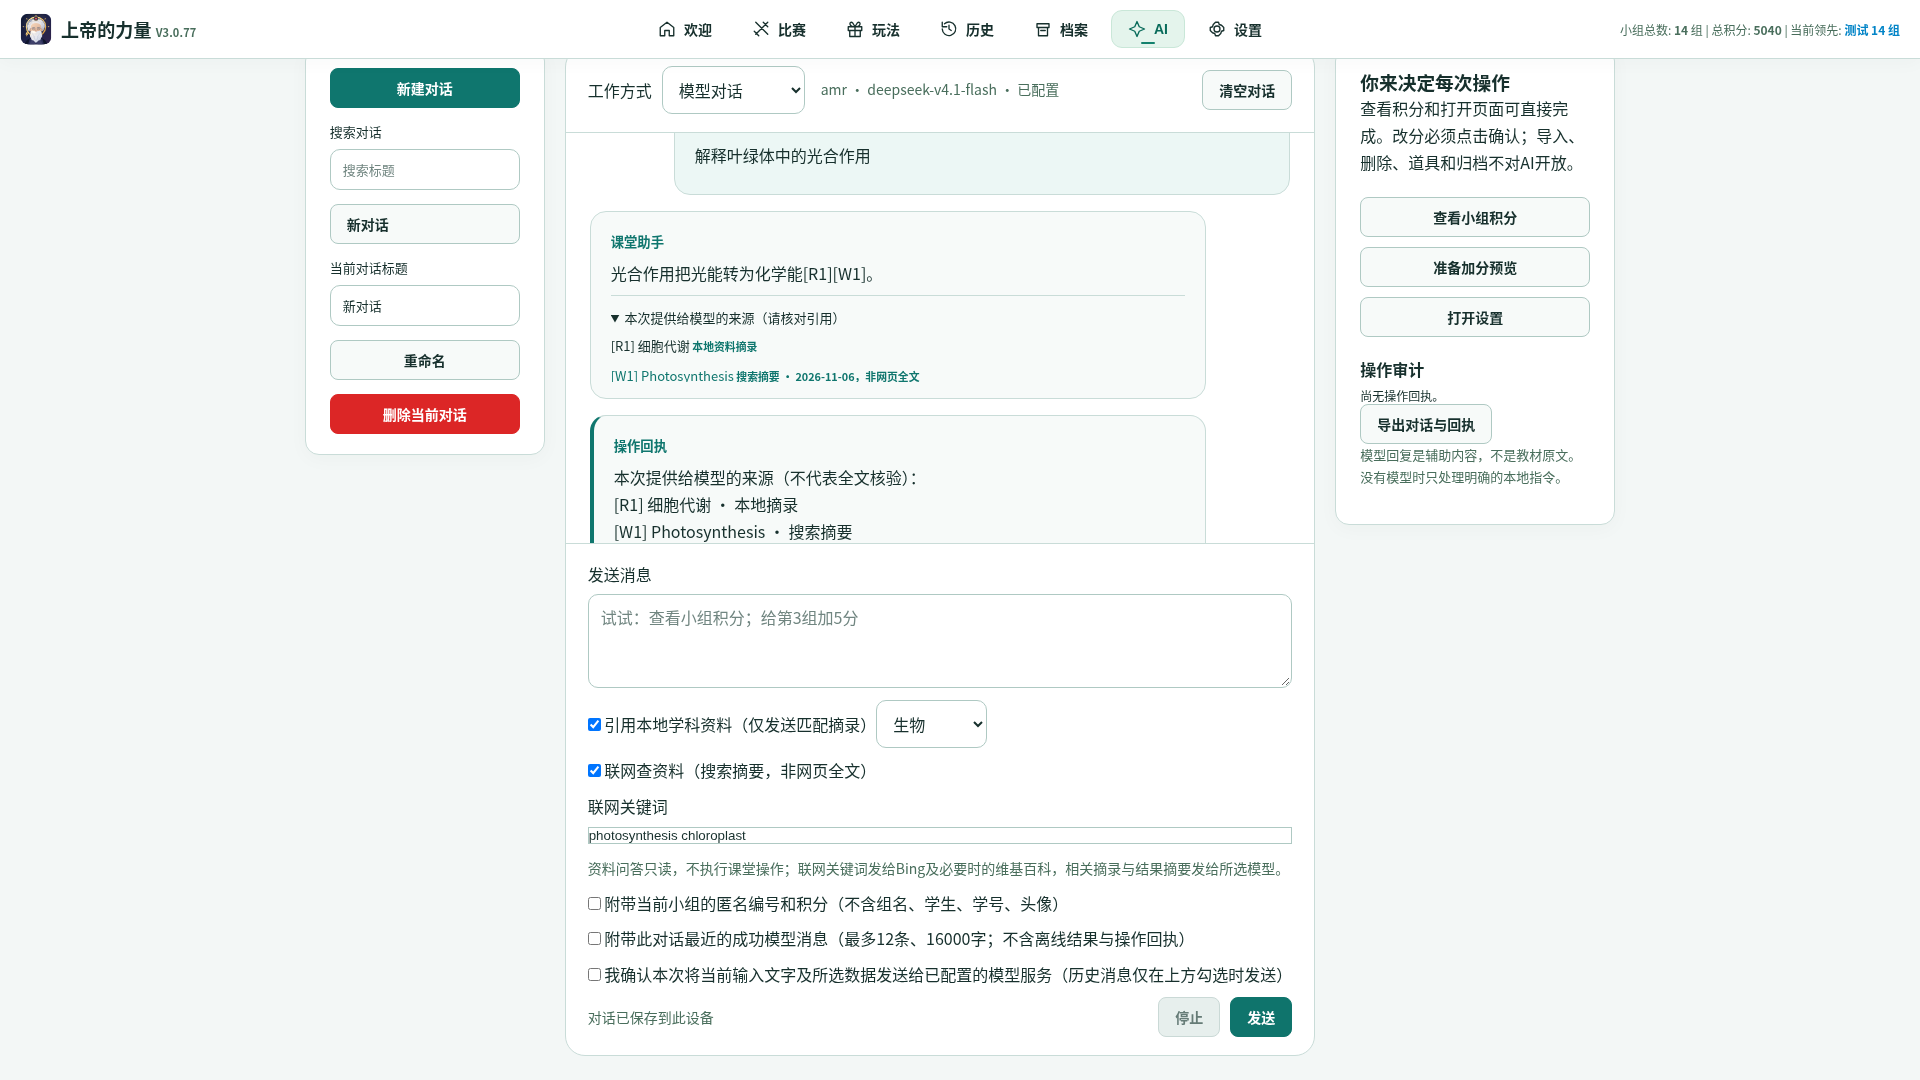 上帝的力量 V3.0.77
欢迎
比赛
玩法
历史
档案
AI
设置
小组总数: 14 组 | 总积分: 5040 | 当前领先: 测试 14 组
新建对话
搜索对话
搜索标题
新对话
当前对话标题
新对话
重命名
删除当前对话
工作方式 模型对话 amr · deepseek-v4.1-flash · 已配置 清空对话
解释叶绿体中的光合作用
课堂助手
光合作用把光能转为化学能[R1][W1]。
▼ 本次提供给模型的来源（请核对引用）
[R1] 细胞代谢 本地资料摘录
[W1] Photosynthesis 搜索摘要 · 2026-11-06，非网页全文
操作回执
本次提供给模型的来源（不代表全文核验）：
[R1] 细胞代谢 · 本地摘录
[W1] Photosynthesis · 搜索摘要
发送消息
试试：查看小组积分；给第3组加5分
引用本地学科资料（仅发送匹配摘录） 生物
联网查资料（搜索摘要，非网页全文）
联网关键词
photosynthesis chloroplast
资料问答只读，不执行课堂操作；联网关键词发给Bing及必要时的维基百科，相关摘录与结果摘要发给所选模型。
附带当前小组的匿名编号和积分（不含组名、学生、学号、头像）
附带此对话最近的成功模型消息（最多12条、16000字；不含离线结果与操作回执）
我确认本次将当前输入文字及所选数据发送给已配置的模型服务（历史消息仅在上方勾选时发送）
对话已保存到此设备 停止 发送
你来决定每次操作
查看积分和打开页面可直接完
成。改分必须点击确认；导入、
删除、道具和归档不对AI开放。
查看小组积分
准备加分预览
打开设置
操作审计
尚无操作回执。
导出对话与回执
模型回复是辅助内容，不是教材原文。
没有模型时只处理明确的本地指令。